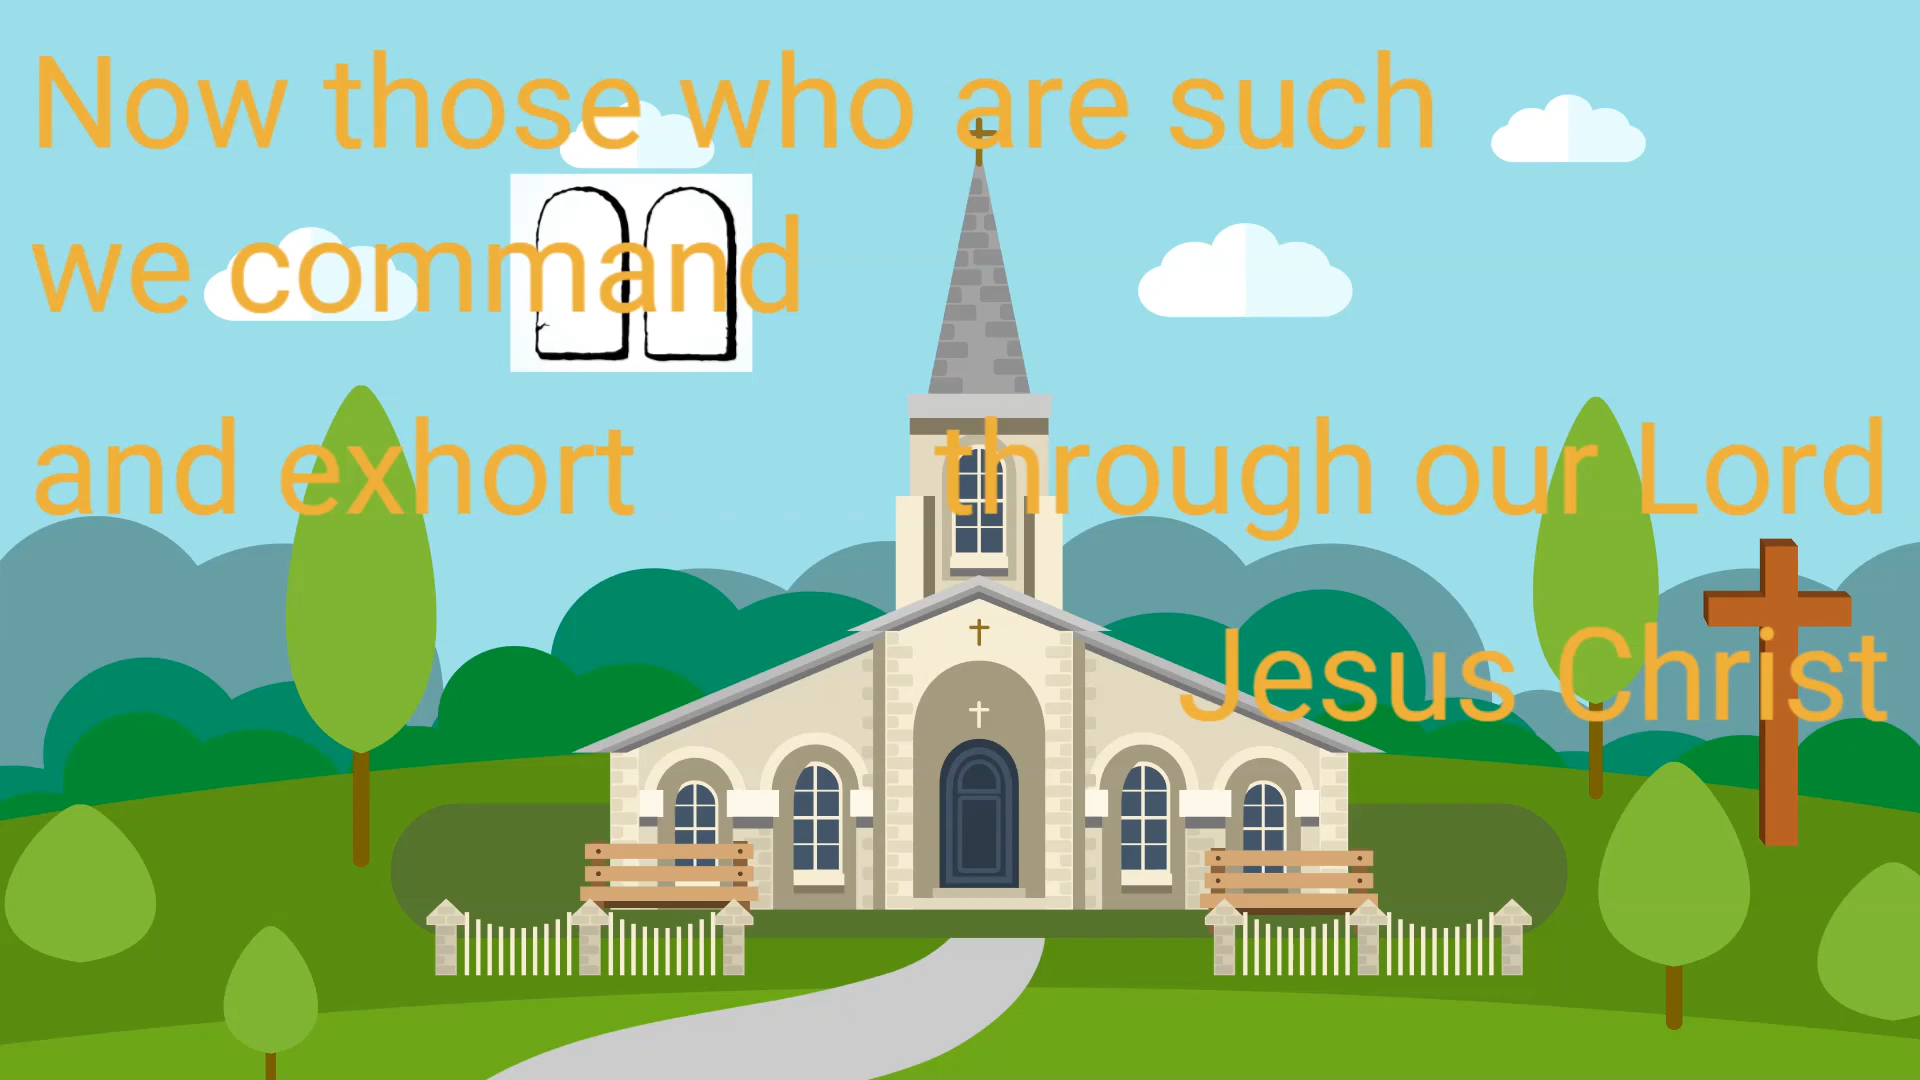 Now those who are such
we command
and exhort through our Lord
Jesus Christ